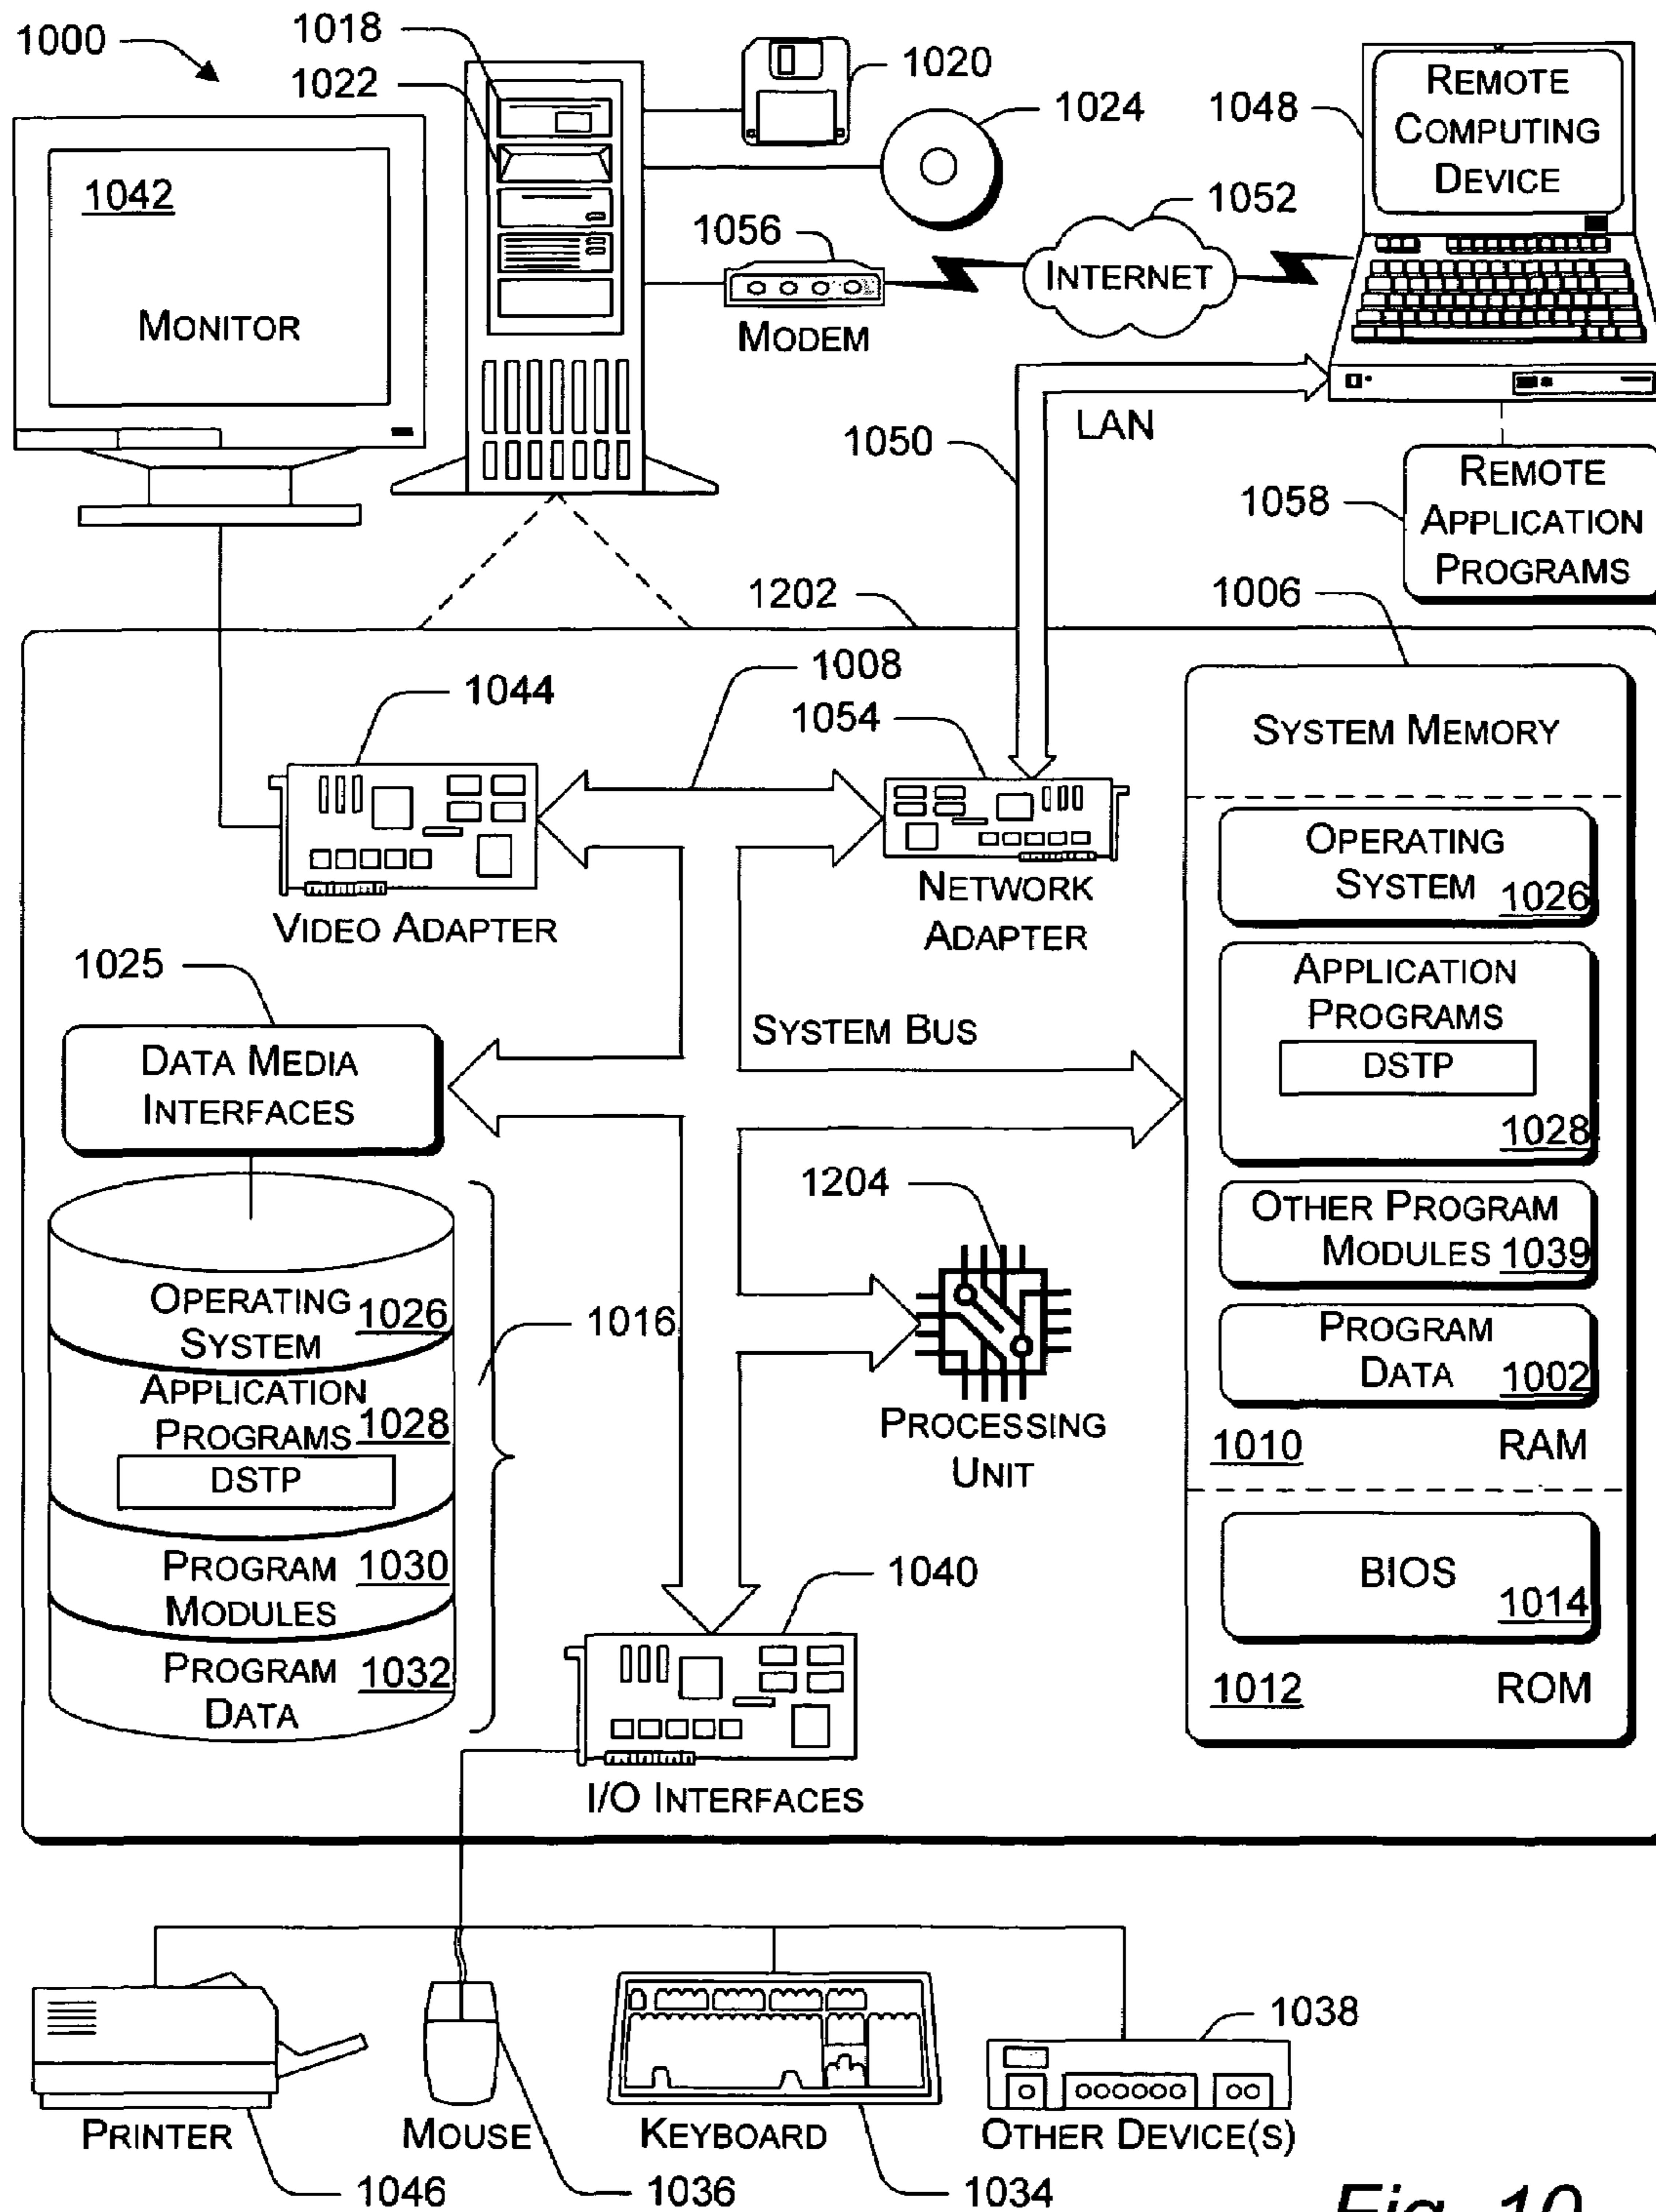 1000
1018
1022
1020
1024
1048
REMOTE
COMPUTING
DEVICE
1042
MONITOR
1056
MODEM
1052
INTERNET
1050
LAN
1058
REMOTE
APPLICATION
PROGRAMS
1202
1006
1008
1044
1054
VIDEO ADAPTER
NETWORK
ADAPTER
SYSTEM MEMORY
OPERATING
SYSTEM 1026
APPLICATION
PROGRAMS
DSTP
1028
OTHER PROGRAM
MODULES 1039
PROGRAM
DATA 1002
1010 RAM
BIOS
1014
1012 ROM
1025
DATA MEDIA
INTERFACES
SYSTEM BUS
1204
PROCESSING
UNIT
1016
OPERATING 1026
SYSTEM
APPLICATION
PROGRAMS 1028
DSTP
PROGRAM 1030
MODULES
PROGRAM 1032
DATA
1040
I/O INTERFACES
PRINTER
1046
MOUSE
1036
KEYBOARD
1034
1038
OTHER DEVICE(S)
Fig. 10